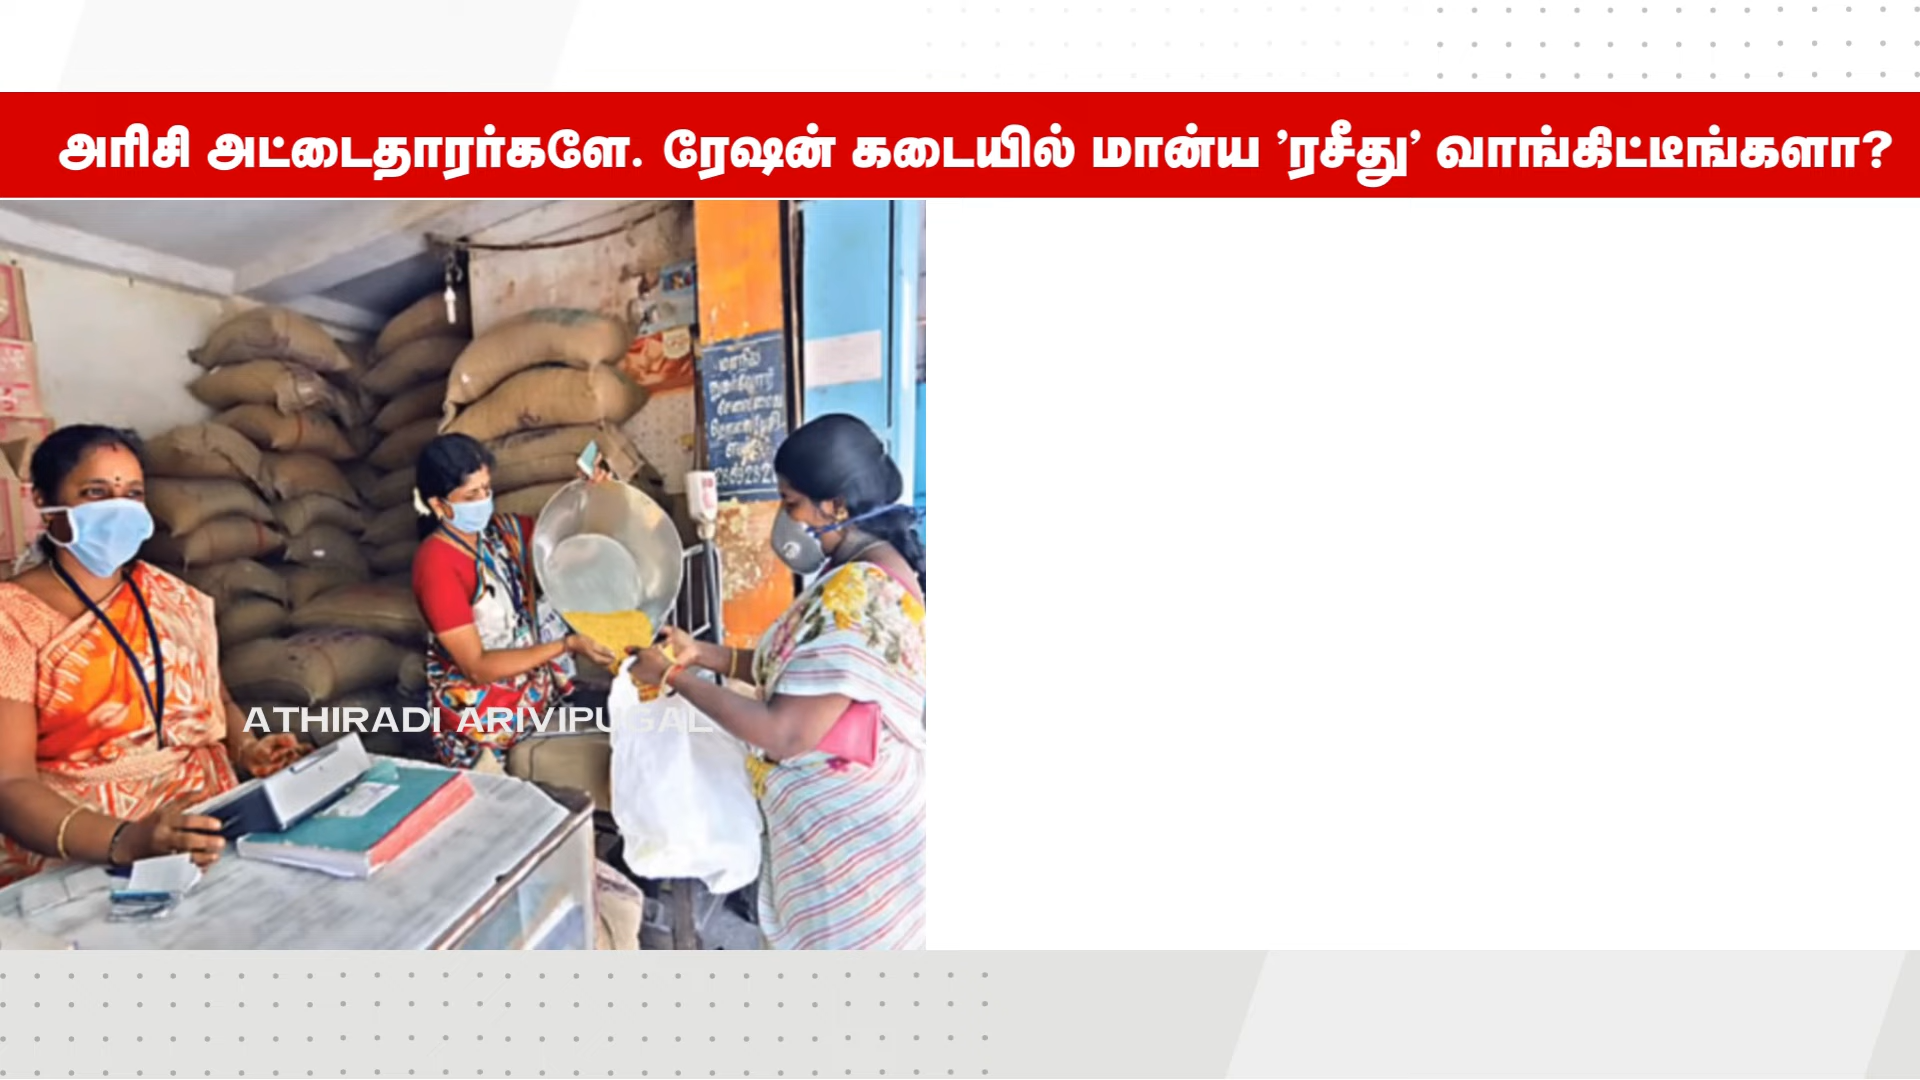 அரிசி அட்டைதாரர்களே. ரேஷன் கடையில் மான்ய 'ரசீது' வாங்கிட்டீங்களா?
ATHIRADI ARIVIPUGAL